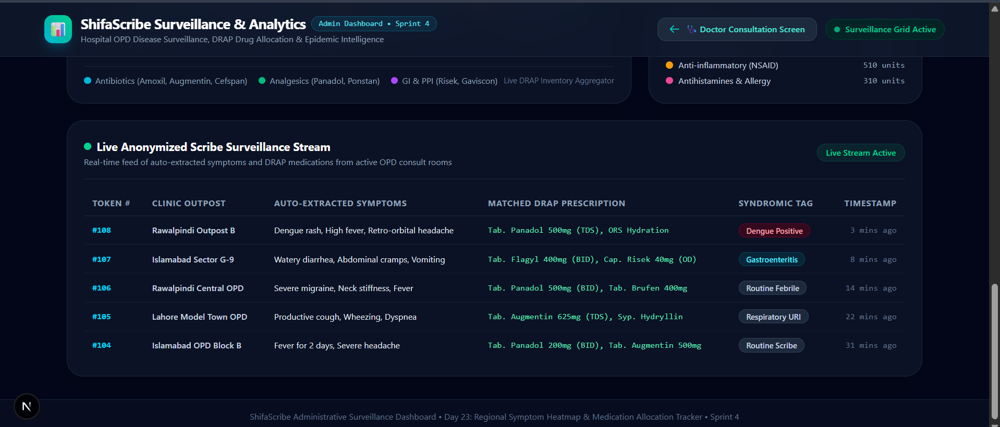 ShifaScribe Surveillance & Analytics
Admin Dashboard • Sprint 4
Hospital OPD Disease Surveillance, DRAP Drug Allocation & Epidemic Intelligence
← Doctor Consultation Screen
Surveillance Grid Active
Antibiotics (Amoxil, Augmentin, Cefspan) Analgesics (Panadol, Ponstan) GI & PPI (Risek, Gaviscon) Live DRAP Inventory Aggregator
Anti-inflammatory (NSAID) 510 units
Antihistamines & Allergy 310 units
Live Anonymized Scribe Surveillance Stream
Real-time feed of auto-extracted symptoms and DRAP medications from active OPD consult rooms
Live Stream Active
TOKEN # CLINIC OUTPOST AUTO-EXTRACTED SYMPTOMS MATCHED DRAP PRESCRIPTION SYNDROMIC TAG TIMESTAMP
#108 Rawalpindi Outpost B Dengue rash, High fever, Retro-orbital headache Tab. Panadol 500mg (TDS), ORS Hydration Dengue Positive 3 mins ago
#107 Islamabad Sector G-9 Watery diarrhea, Abdominal cramps, Vomiting Tab. Flagyl 400mg (BID), Cap. Risek 40mg (OD) Gastroenteritis 8 mins ago
#106 Rawalpindi Central OPD Severe migraine, Neck stiffness, Fever Tab. Panadol 500mg (BID), Tab. Brufen 400mg Routine Febrile 14 mins ago
#105 Lahore Model Town OPD Productive cough, Wheezing, Dyspnea Tab. Augmentin 625mg (TDS), Syp. Hydryllin Respiratory URI 22 mins ago
#104 Islamabad OPD Block B Fever for 2 days, Severe headache Tab. Panadol 200mg (BID), Tab. Augmentin 500mg Routine Scribe 31 mins ago
N
ShifaScribe Administrative Surveillance Dashboard • Day 23: Regional Symptom Heatmap & Medication Allocation Tracker • Sprint 4